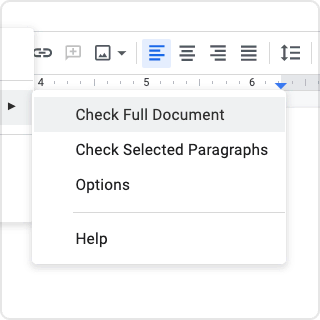 4 5 6
Check Full Document
Check Selected Paragraphs
Options
Help